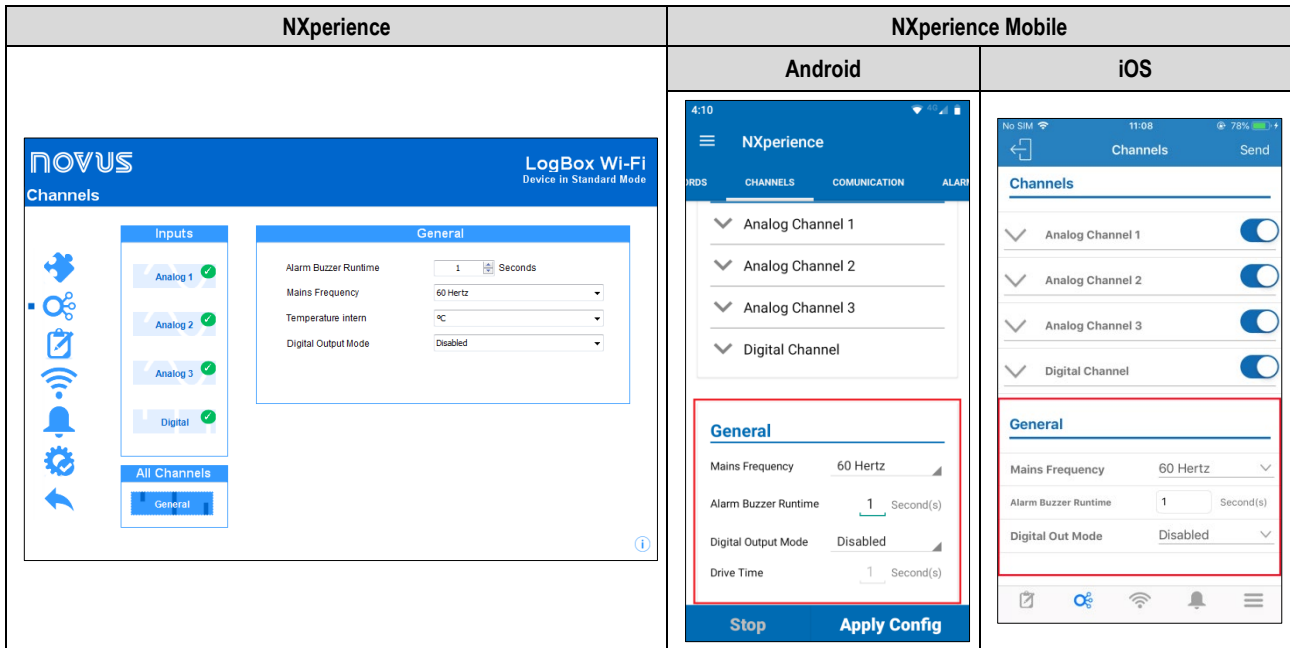 NXperience
NXperience Mobile
Android
iOS
novus
LogBox Wi-Fi
Device in Standard Mode
Channels
Inputs
Analog 1
Analog 2
Analog 3
Digital
All Channels
General
General
Alarm Buzzer Runtime 1 Seconds
Mains Frequency 60 Hertz
Temperature intern ºC
Digital Output Mode Disabled
4:10 4G
NXperience
ORDS CHANNELS COMUNICATION ALAR
Analog Channel 1
Analog Channel 2
Analog Channel 3
Digital Channel
General
Mains Frequency 60 Hertz
Alarm Buzzer Runtime 1 Second(s)
Digital Output Mode Disabled
Drive Time 1 Second(s)
Stop Apply Config
No SIM 11:08 78%
Channels Send
Channels
Analog Channel 1
Analog Channel 2
Analog Channel 3
Digital Channel
General
Mains Frequency 60 Hertz
Alarm Buzzer Runtime 1 Second(s)
Digital Out Mode Disabled